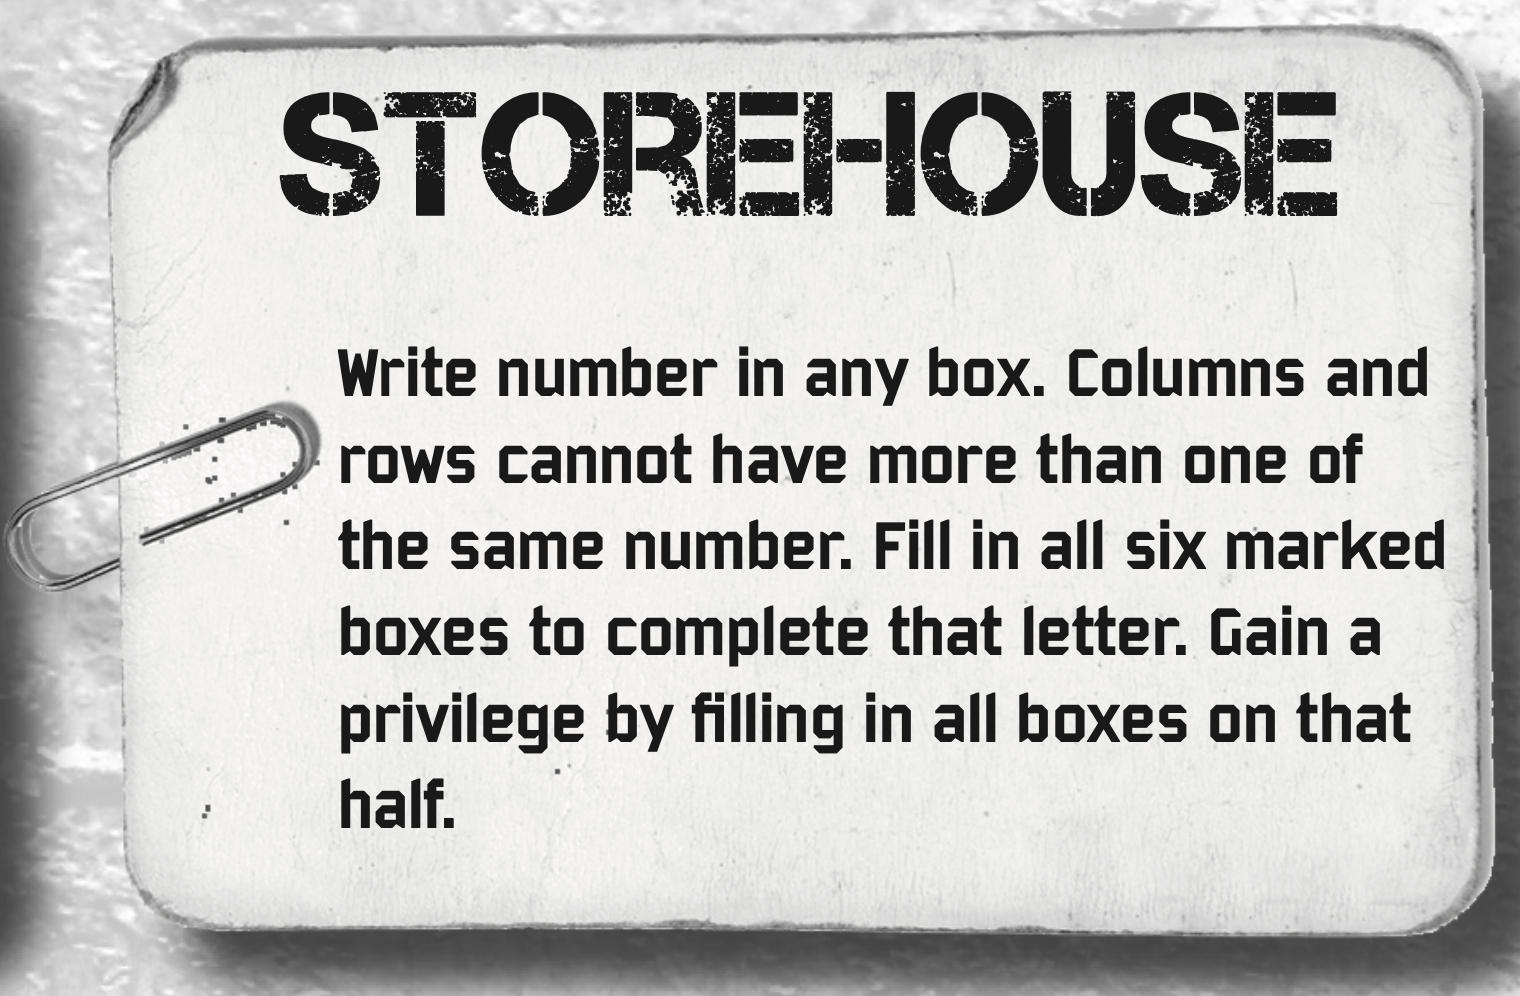 STOREHOUSE
Write number in any box. Columns and
rows cannot have more than one of
the same number. Fill in all six marked
boxes to complete that letter. Gain a
privilege by filling in all boxes on that
half.